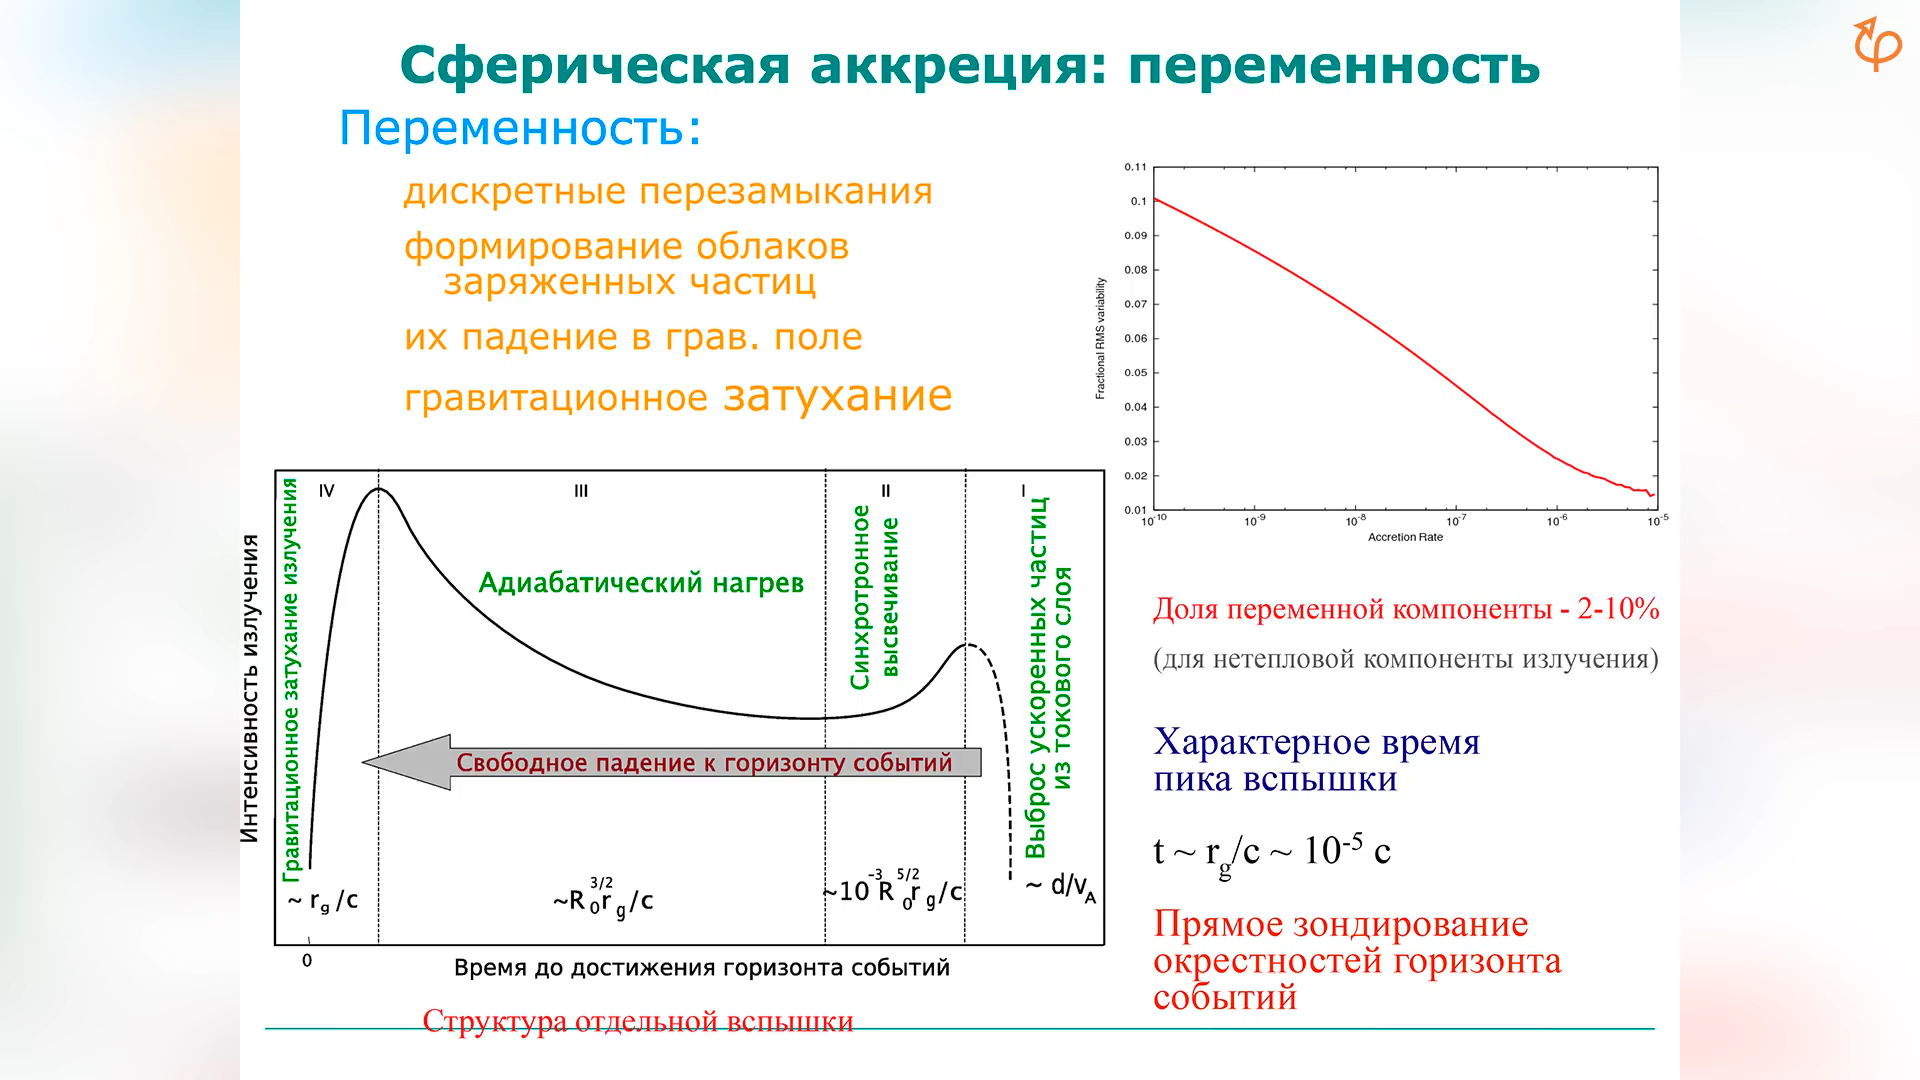 Сферическая аккреция: переменность
Переменность:
дискретные перезамыкания
формирование облаков
заряженных частиц
их падение в грав. поле
гравитационное затухание
0.11
0.1
0.09
0.08
0.07
0.06
0.05
0.04
0.03
0.02
0.01
Fractional RMS variability
10^-10 10^-9 10^-8 10^-7 10^-6 10^-5
Accretion Rate
IV III II I
Интенсивность излучения
Гравитационное затухание излучения
Адиабатический нагрев
Синхротронное
высвечивание
Выброс ускоренных частиц
из токового слоя
Свободное падение к горизонту событий
~ r_g /c
~R_0^3/2 r_g /c
~10^-3 R_0^5/2 r_g /c
~ d/v_A
0
Время до достижения горизонта событий
Структура отдельной вспышки
Доля переменной компоненты - 2-10%
(для нетепловой компоненты излучения)
Характерное время
пика вспышки
t ~ r_g/c ~ 10^-5 с
Прямое зондирование
окрестностей горизонта
событий